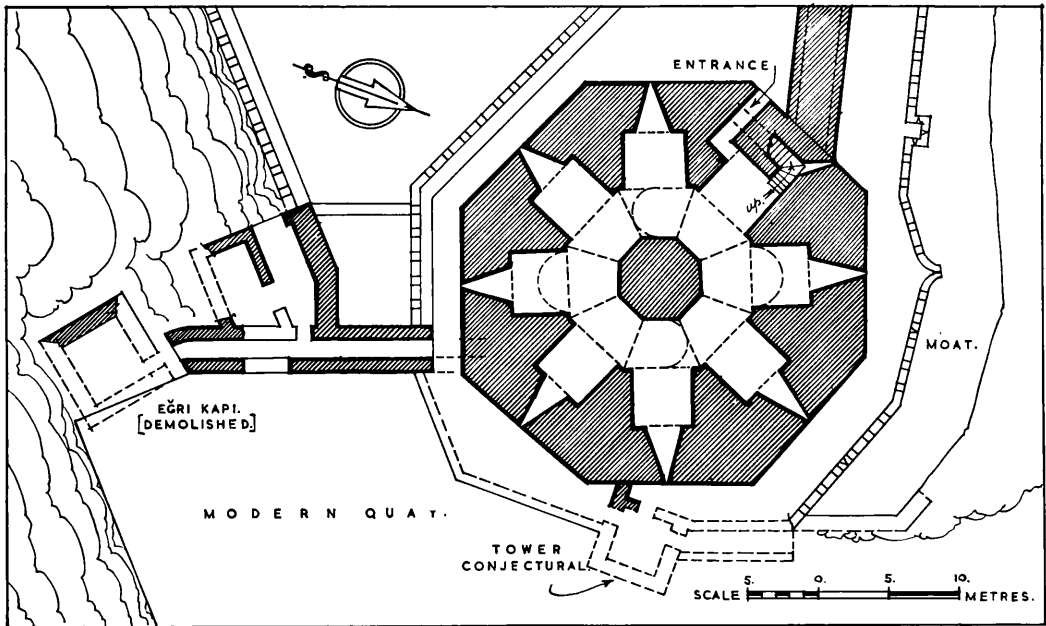 ENTRANCE
up.
MOAT.
EĞRI KAPI.
[DEMOLISHED.]
MODERN QUAY.
TOWER
CONJECTURAL
5. 0. 5. 10.
SCALE METRES.